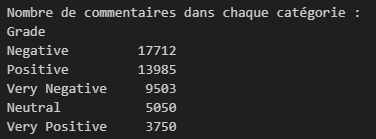 Nombre de commentaires dans chaque catégorie :
Grade
Negative 17712
Positive 13985
Very Negative 9503
Neutral 5050
Very Positive 3750